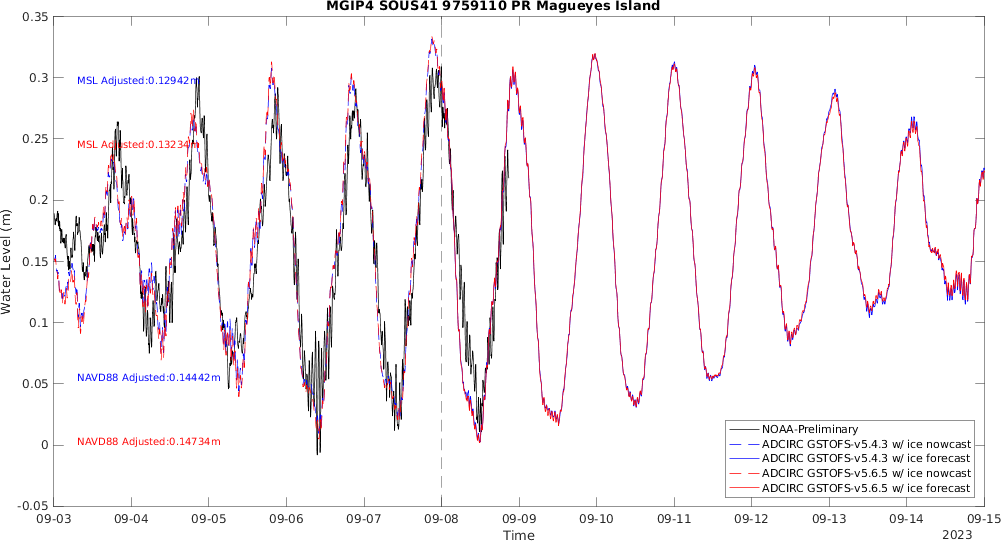 MGIP4 SOUS41 9759110 PR Magueyes Island
0.35
0.3
0.25
0.2
0.15
0.1
0.05
0
-0.05
Water Level (m)
MSL Adjusted:0.12942m
MSL Adjusted:0.13234m
NAVD88 Adjusted:0.14442m
NAVD88 Adjusted:0.14734m
NOAA-Preliminary
ADCIRC GSTOFS-v5.4.3 w/ ice nowcast
ADCIRC GSTOFS-v5.4.3 w/ ice forecast
ADCIRC GSTOFS-v5.6.5 w/ ice nowcast
ADCIRC GSTOFS-v5.6.5 w/ ice forecast
09-03 09-04 09-05 09-06 09-07 09-08 09-09 09-10 09-11 09-12 09-13 09-14 09-15
Time
2023